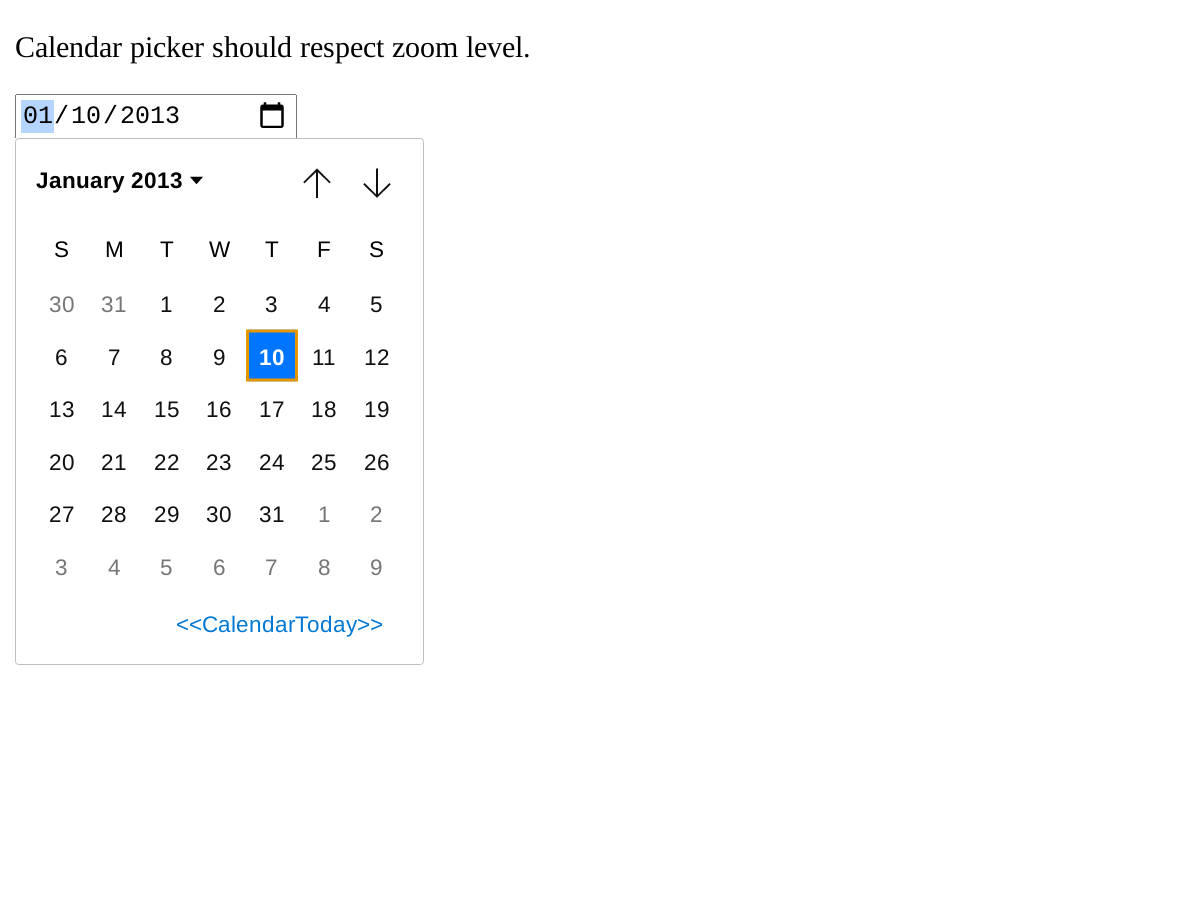 Calendar picker should respect zoom level.
01/10/2013
January 2013
S M T W T F S
30 31 1 2 3 4 5
6 7 8 9 10 11 12
13 14 15 16 17 18 19
20 21 22 23 24 25 26
27 28 29 30 31 1 2
3 4 5 6 7 8 9
<<CalendarToday>>